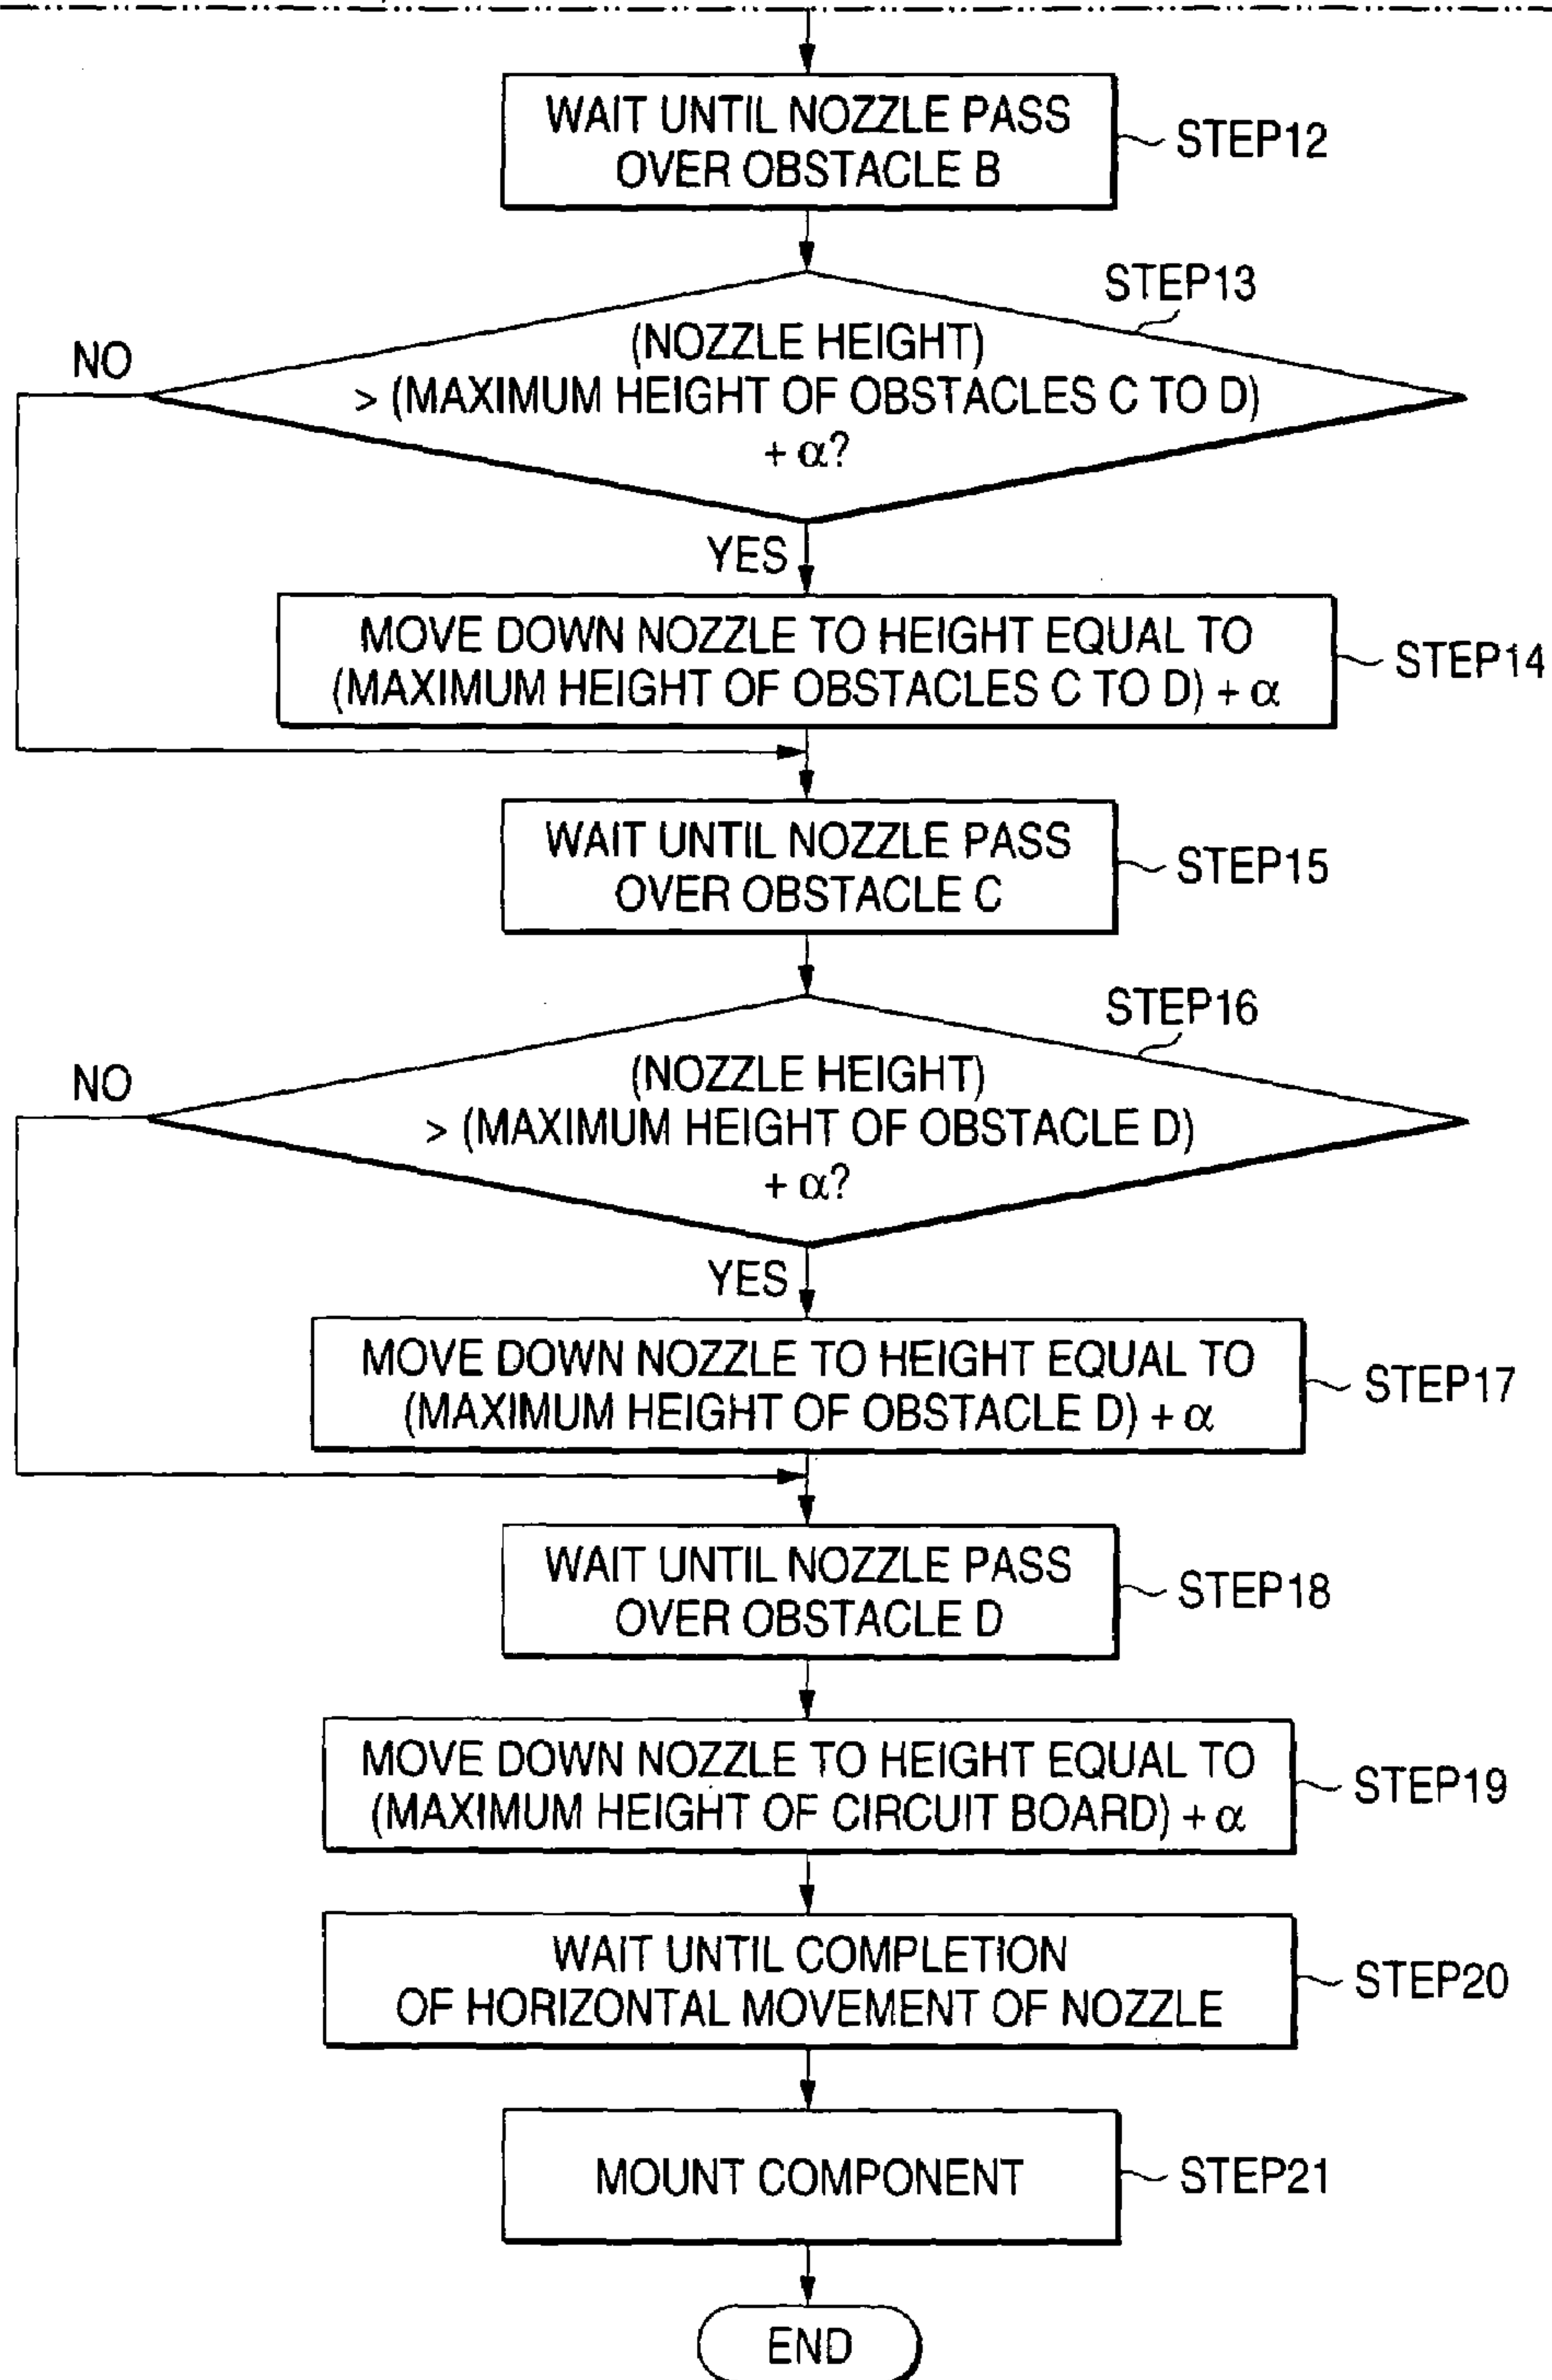 WAIT UNTIL NOZZLE PASS
OVER OBSTACLE B
STEP12
STEP13
(NOZZLE HEIGHT)
> (MAXIMUM HEIGHT OF OBSTACLES C TO D)
+ α?
NO
YES
MOVE DOWN NOZZLE TO HEIGHT EQUAL TO
(MAXIMUM HEIGHT OF OBSTACLES C TO D) + α
STEP14
WAIT UNTIL NOZZLE PASS
OVER OBSTACLE C
STEP15
STEP16
(NOZZLE HEIGHT)
> (MAXIMUM HEIGHT OF OBSTACLE D)
+ α?
NO
YES
MOVE DOWN NOZZLE TO HEIGHT EQUAL TO
(MAXIMUM HEIGHT OF OBSTACLE D) + α
STEP17
WAIT UNTIL NOZZLE PASS
OVER OBSTACLE D
STEP18
MOVE DOWN NOZZLE TO HEIGHT EQUAL TO
(MAXIMUM HEIGHT OF CIRCUIT BOARD) + α
STEP19
WAIT UNTIL COMPLETION
OF HORIZONTAL MOVEMENT OF NOZZLE
STEP20
MOUNT COMPONENT
STEP21
END